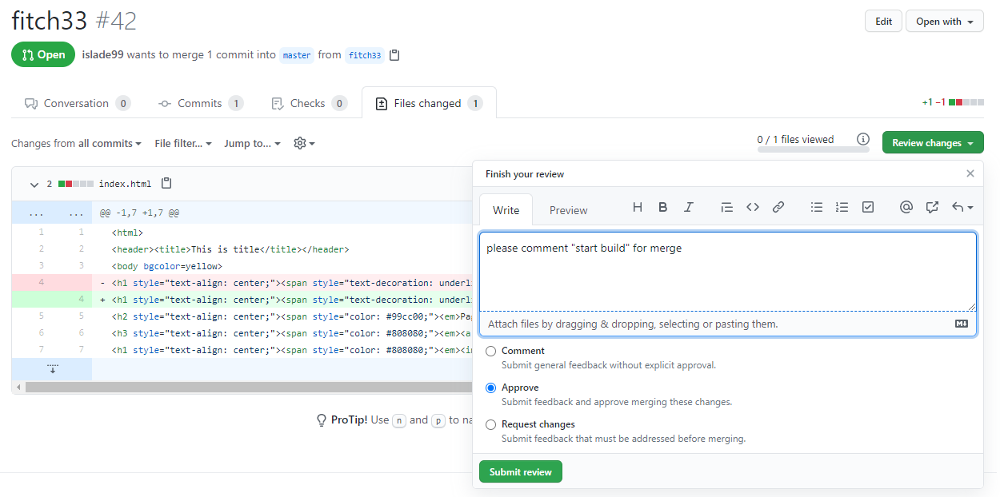 fitch33 #42
Edit
Open with
Open
islade99 wants to merge 1 commit into master from fitch33
Conversation 0
Commits 1
Checks 0
Files changed 1
+1 −1
Changes from all commits
File filter...
Jump to...
0 / 1 files viewed
Review changes
2 index.html
... ... @@ -1,7 +1,7 @@
1 1 <html>
2 2 <header><title>This is title</title></header>
3 3 <body bgcolor=yellow>
4 - <h1 style="text-align: center;"><span style="text-decoration: underli
4 + <h1 style="text-align: center;"><span style="text-decoration: underli
5 5 <h2 style="text-align: center;"><span style="color: #99cc00;"><em>Pag
6 6 <h3 style="text-align: center;"><span style="color: #808080;"><em><a
7 7 <h1 style="text-align: center;"><span style="color: #808080;"><em><i
ProTip! Use n and p to na
Finish your review
Write
Preview
H B I
please comment "start build" for merge
Attach files by dragging & dropping, selecting or pasting them.
Comment
Submit general feedback without explicit approval.
Approve
Submit feedback and approve merging these changes.
Request changes
Submit feedback that must be addressed before merging.
Submit review